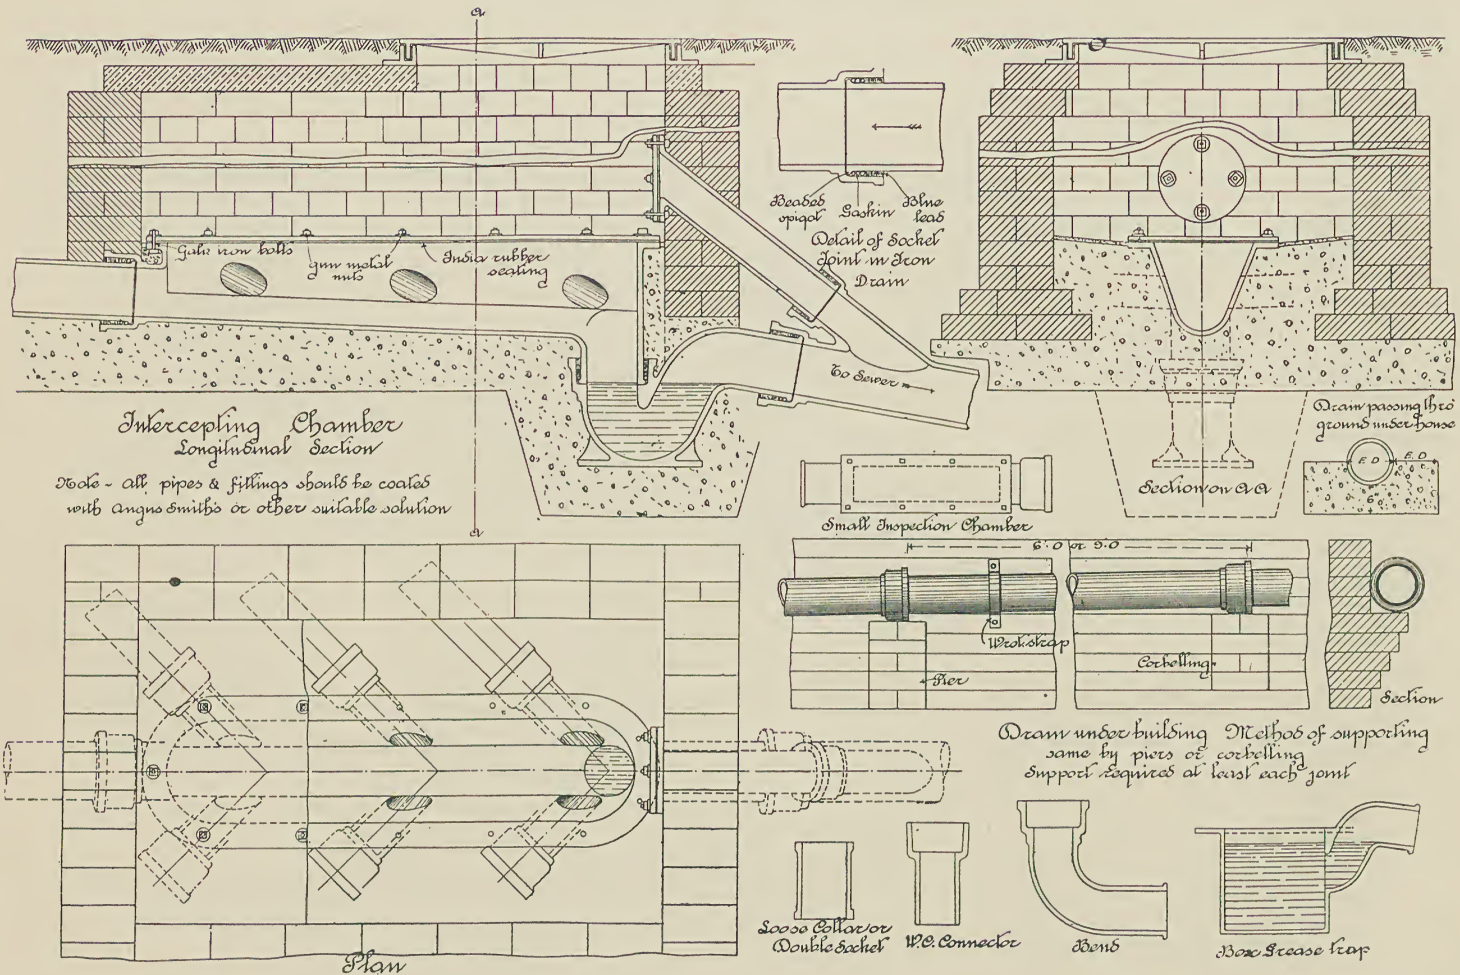 a
Beaded spigot
Gaskin
Blue lead
Detail of Socket
Joint in Iron
Drain
Galv iron bolts
gun metal
nuts
India rubber
seating
To Sewer
Intercepting Chamber
Longitudinal Section
Note - All pipes & fittings should be coated
with Angus Smith's or other suitable solution
a
Small Inspection Chamber
Section on A A
Drain passing thro
ground under house
E.D
E.D
6"
6'.0 or 9.0
Wrot. strap
Pier
Corbelling
Section
Drain under building Method of supporting
same by piers or corbelling
Support required at least each joint
Loose Collar or
Double Socket
W.C. Connector
Bend
Box Grease trap
Plan